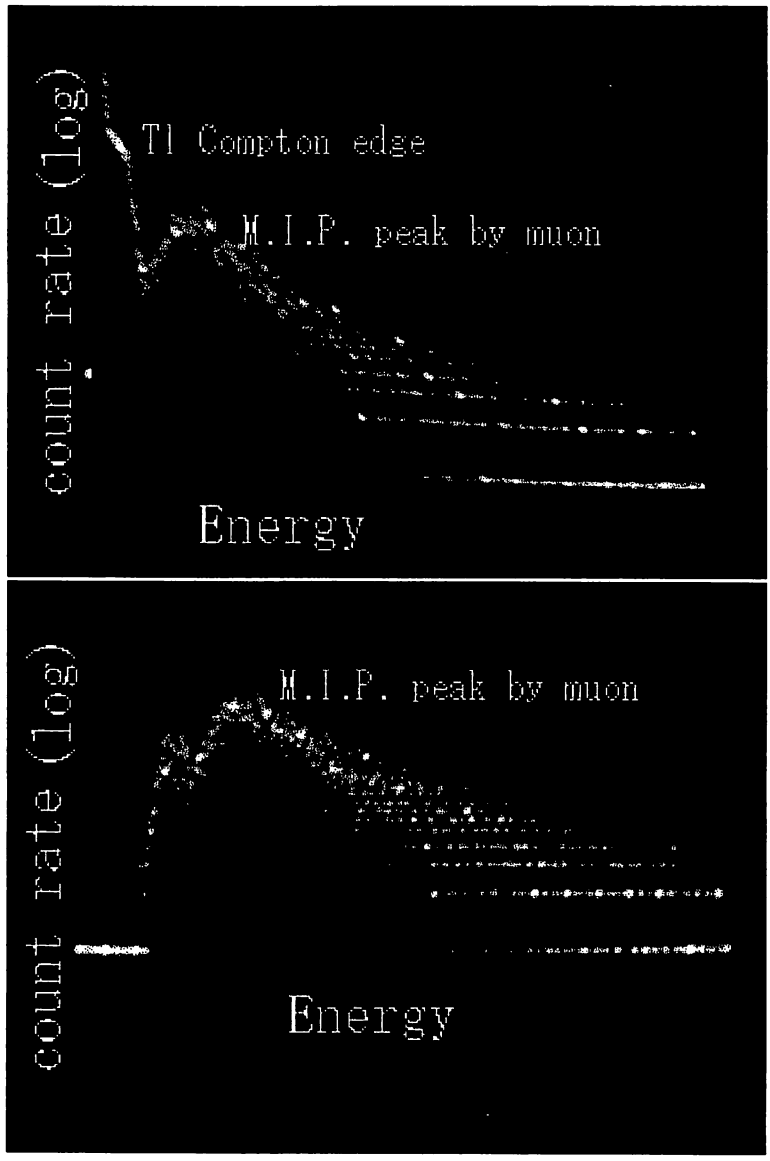 count rate (log)
Tl Compton edge
M.I.P. peak by muon
Energy
count rate (log)
M.I.P. peak by muon
Energy